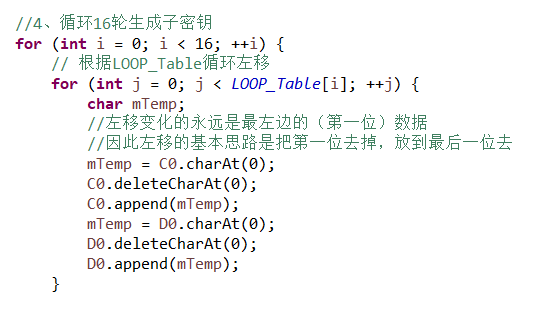 //4、循环16轮生成子密钥
for (int i = 0; i < 16; ++i) {
// 根据LOOP_Table循环左移
for (int j = 0; j < LOOP_Table[i]; ++j) {
char mTemp;
//左移变化的永远是最左边的（第一位）数据
//因此左移的基本思路是把第一位去掉，放到最后一位去
mTemp = C0.charAt(0);
C0.deleteCharAt(0);
C0.append(mTemp);
mTemp = D0.charAt(0);
D0.deleteCharAt(0);
D0.append(mTemp);
}